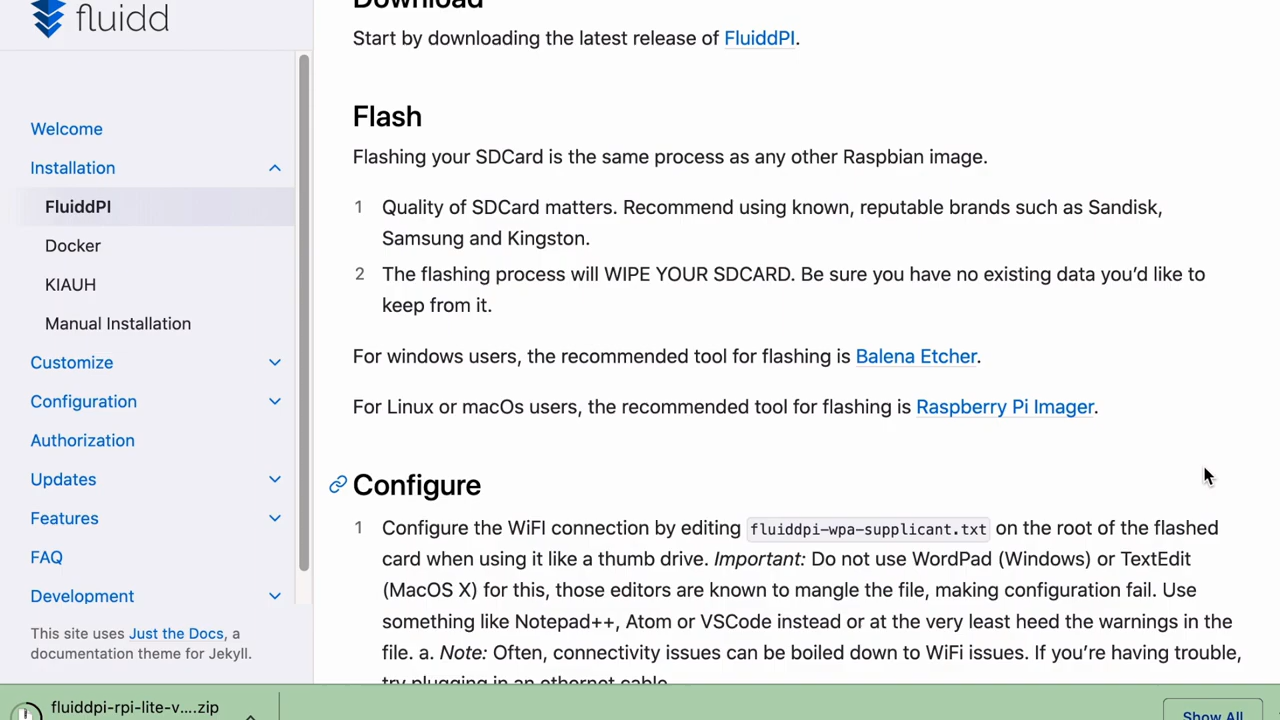 fluidd
Welcome
Installation
FluiddPI
Docker
KIAUH
Manual Installation
Customize
Configuration
Authorization
Updates
Features
FAQ
Development
This site uses Just the Docs, a
documentation theme for Jekyll.
Download
Start by downloading the latest release of FluiddPI.
Flash
Flashing your SDCard is the same process as any other Raspbian image.
1 Quality of SDCard matters. Recommend using known, reputable brands such as Sandisk,
Samsung and Kingston.
2 The flashing process will WIPE YOUR SDCARD. Be sure you have no existing data you’d like to
keep from it.
For windows users, the recommended tool for flashing is Balena Etcher.
For Linux or macOs users, the recommended tool for flashing is Raspberry Pi Imager.
Configure
1 Configure the WiFI connection by editing fluiddpi-wpa-supplicant.txt on the root of the flashed
card when using it like a thumb drive. Important: Do not use WordPad (Windows) or TextEdit
(MacOS X) for this, those editors are known to mangle the file, making configuration fail. Use
something like Notepad++, Atom or VSCode instead or at the very least heed the warnings in the
file. a. Note: Often, connectivity issues can be boiled down to WiFi issues. If you’re having trouble,
try plugging in an ethernet cable.
fluiddpi-rpi-lite-v....zip
Show All